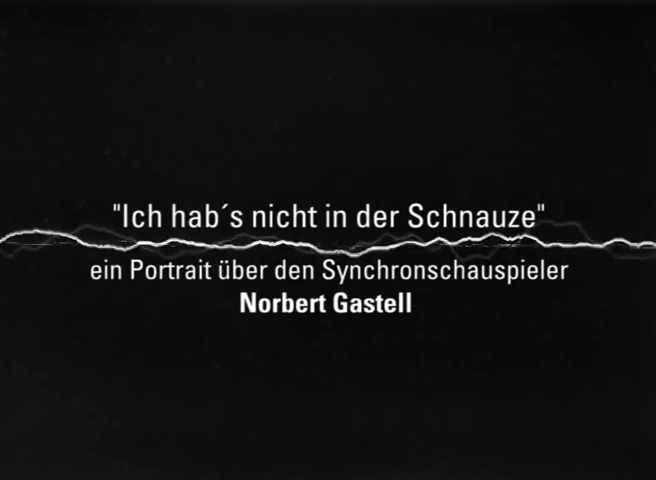 "Ich hab´s nicht in der Schnauze"
ein Portrait über den Synchronschauspieler
Norbert Gastell